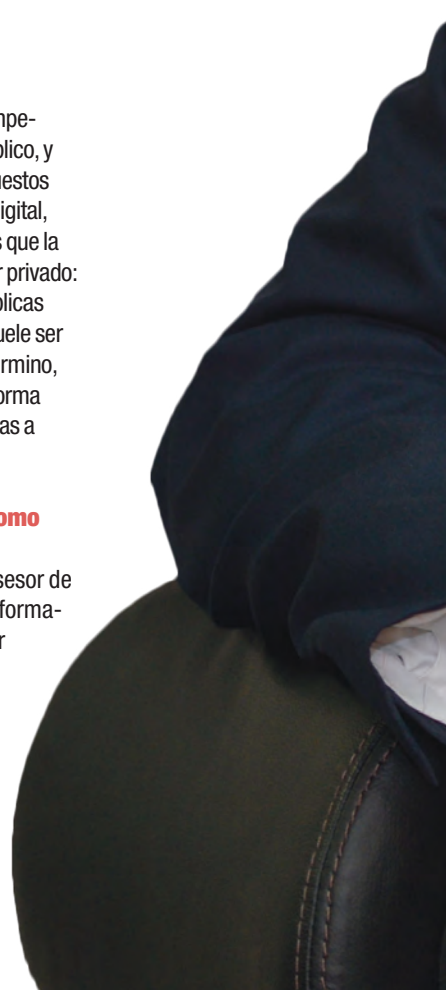 mpe-
blico, y
uestos
igital,
s que la
r privado:
blicas
uele ser
rmino,
orma
as a
omo
sesor de
forma-
r